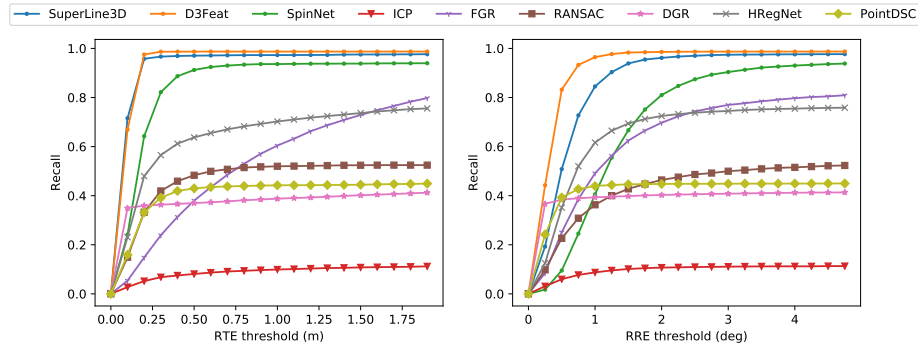 SuperLine3D D3Feat SpinNet ICP FGR RANSAC DGR HRegNet PointDSC
1.0 0.8 0.6 0.4 0.2 0.0
Recall
0.00 0.25 0.50 0.75 1.00 1.25 1.50 1.75
RTE threshold (m)
1.0 0.8 0.6 0.4 0.2 0.0
Recall
0 1 2 3 4
RRE threshold (deg)